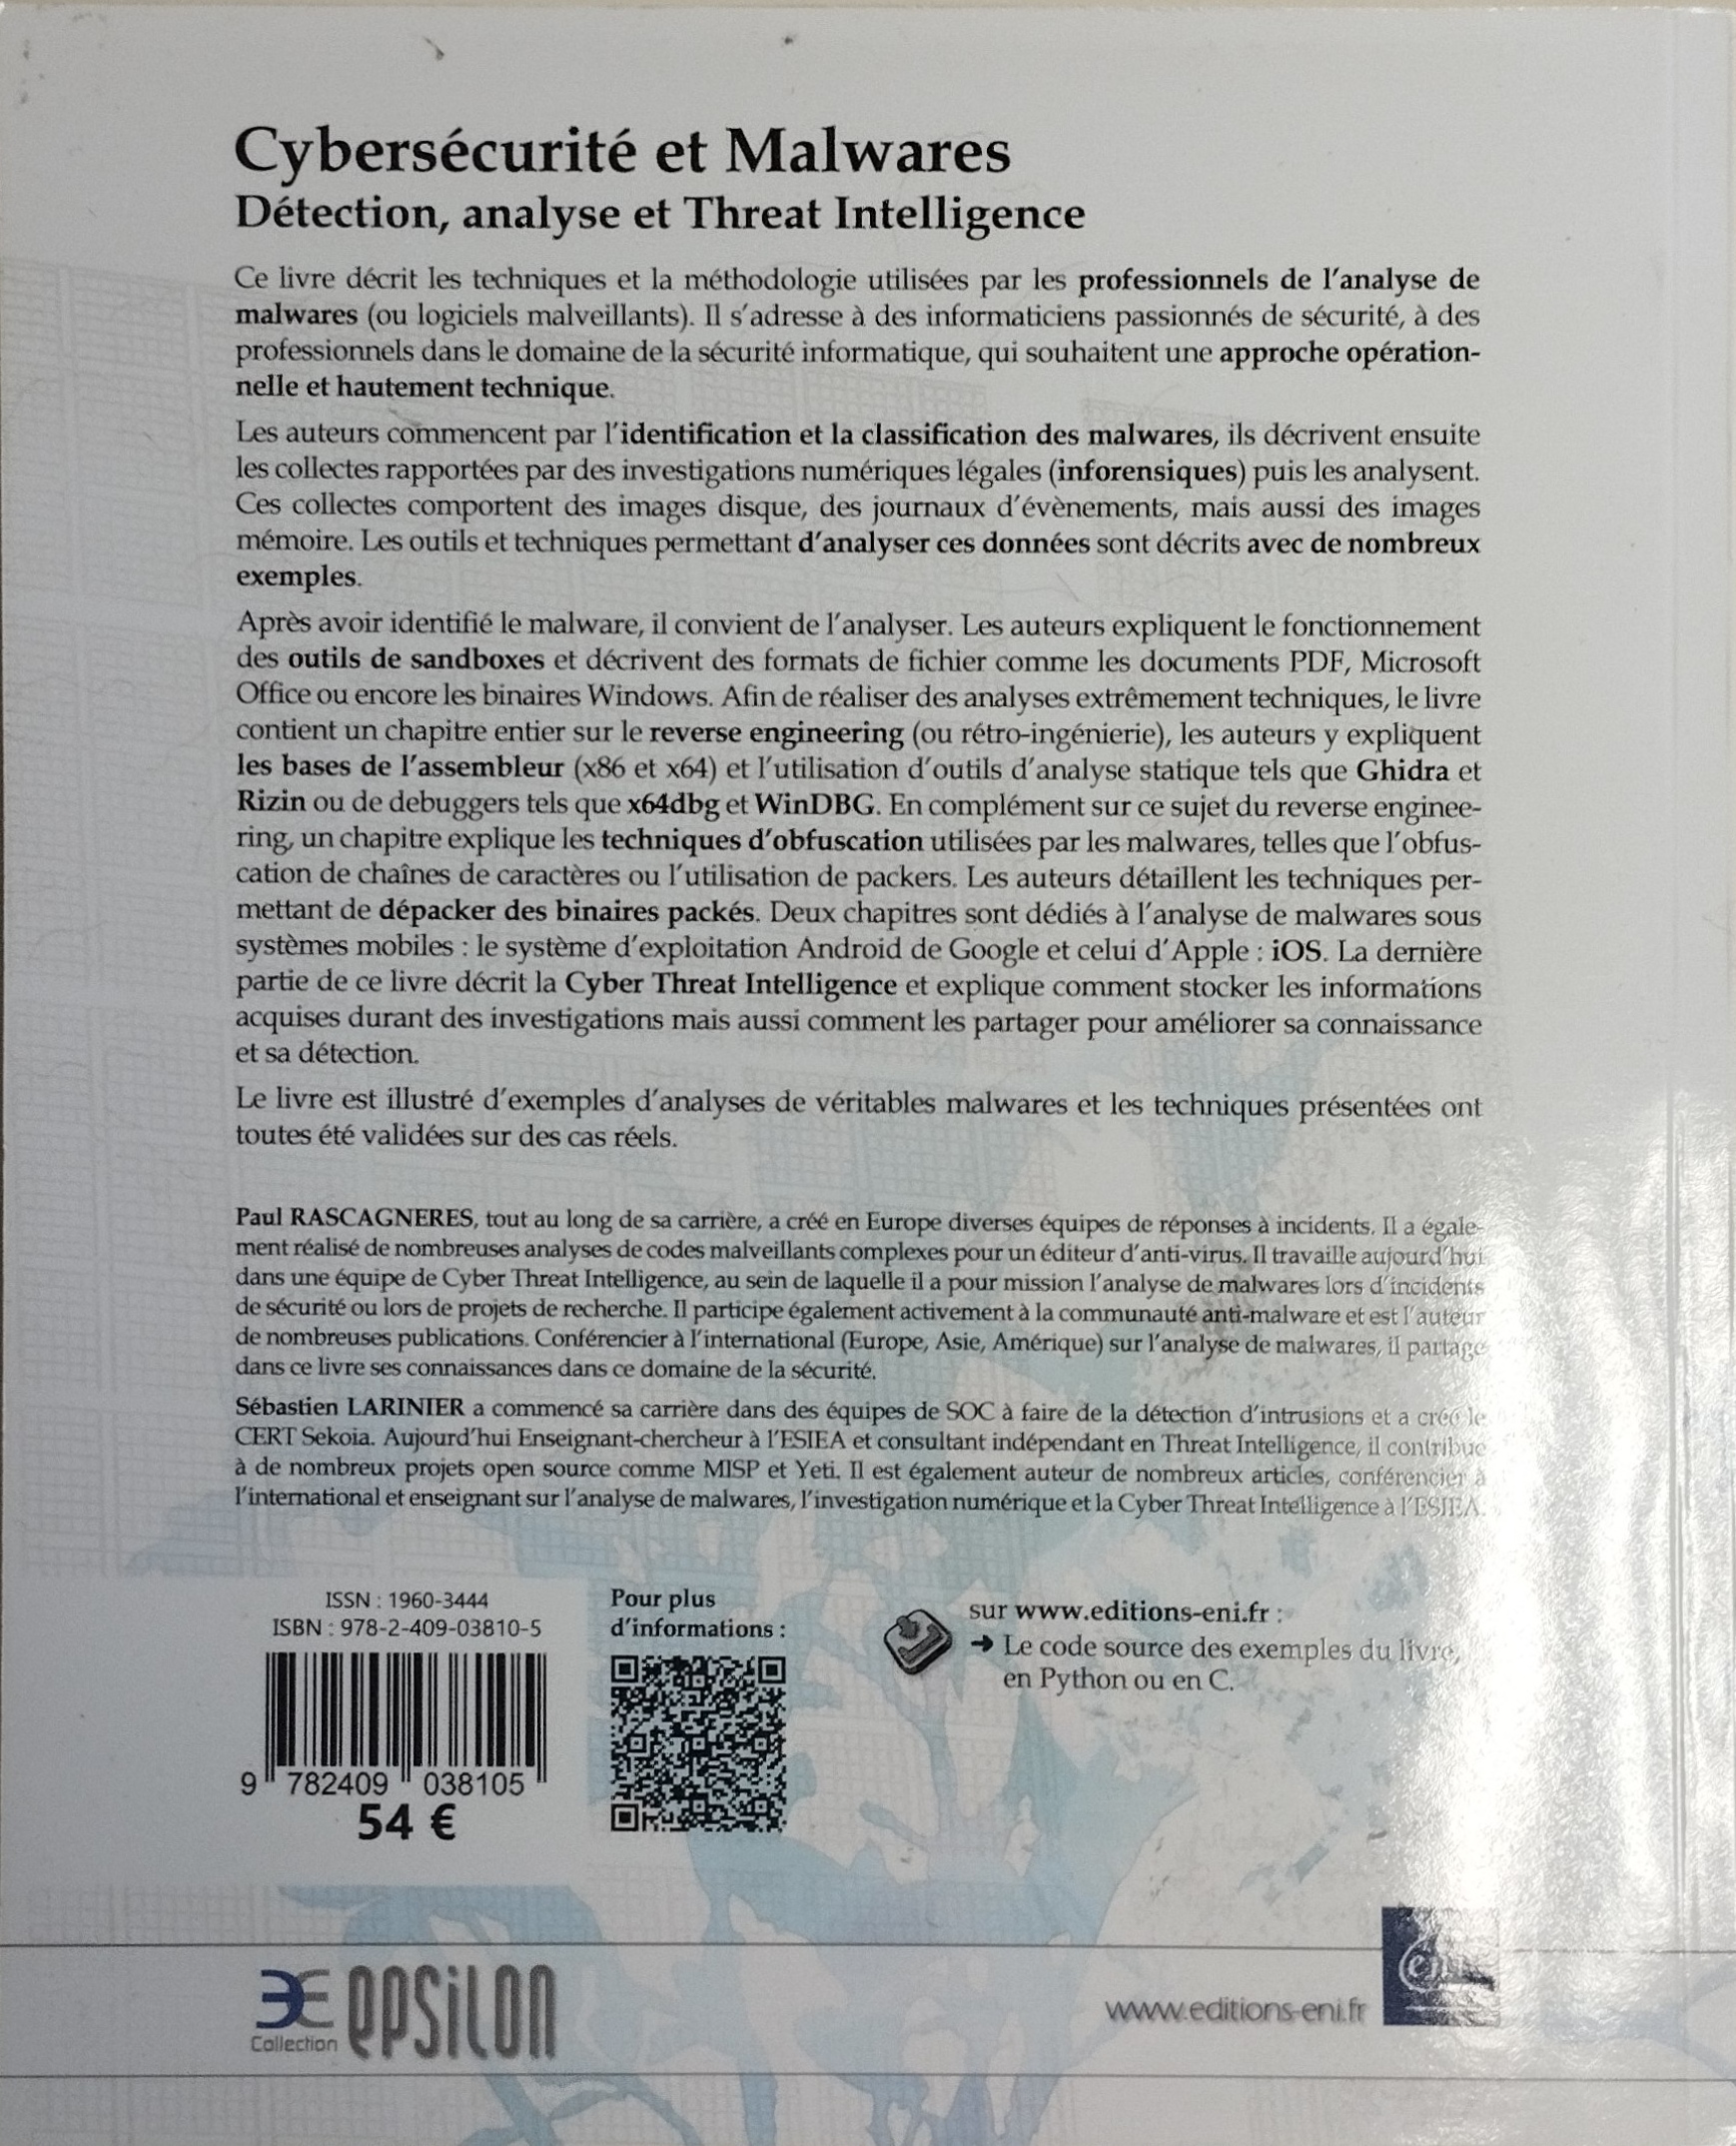 Cybersécurité et Malwares
Détection, analyse et Threat Intelligence
Ce livre décrit les techniques et la méthodologie utilisées par les professionnels de l'analyse de
malwares (ou logiciels malveillants). Il s'adresse à des informaticiens passionnés de sécurité, à des
professionnels dans le domaine de la sécurité informatique, qui souhaitent une approche opération-
nelle et hautement technique.
Les auteurs commencent par l'identification et la classification des malwares, ils décrivent ensuite
les collectes rapportées par des investigations numériques légales (inforensiques) puis les analysent.
Ces collectes comportent des images disque, des journaux d'évènements, mais aussi des images
mémoire. Les outils et techniques permettant d'analyser ces données sont décrits avec de nombreux
exemples.
Après avoir identifié le malware, il convient de l'analyser. Les auteurs expliquent le fonctionnement
des outils de sandboxes et décrivent des formats de fichier comme les documents PDF, Microsoft
Office ou encore les binaires Windows. Afin de réaliser des analyses extrêmement techniques, le livre
contient un chapitre entier sur le reverse engineering (ou rétro-ingénierie), les auteurs y expliquent
les bases de l'assembleur (x86 et x64) et l'utilisation d'outils d'analyse statique tels que Ghidra et
Rizin ou de debuggers tels que x64dbg et WinDBG. En complément sur ce sujet du reverse enginee-
ring, un chapitre explique les techniques d'obfuscation utilisées par les malwares, telles que l'obfus-
cation de chaînes de caractères ou l'utilisation de packers. Les auteurs détaillent les techniques per-
mettant de dépacker des binaires packés. Deux chapitres sont dédiés à l'analyse de malwares sous
systèmes mobiles : le système d'exploitation Android de Google et celui d'Apple : iOS. La dernière
partie de ce livre décrit la Cyber Threat Intelligence et explique comment stocker les informations
acquises durant des investigations mais aussi comment les partager pour améliorer sa connaissance
et sa détection.
Le livre est illustré d'exemples d'analyses de véritables malwares et les techniques présentées ont
toutes été validées sur des cas réels.
Paul RASCAGNERES, tout au long de sa carrière, a créé en Europe diverses équipes de réponses à incidents. Il a égale-
ment réalisé de nombreuses analyses de codes malveillants complexes pour un éditeur d'anti-virus. Il travaille aujourd'hui
dans une équipe de Cyber Threat Intelligence, au sein de laquelle il a pour mission l'analyse de malwares lors d'incidents
de sécurité ou lors de projets de recherche. Il participe également activement à la communauté anti-malware et est l'auteur
de nombreuses publications. Conférencier à l'international (Europe, Asie, Amérique) sur l'analyse de malwares, il partage
dans ce livre ses connaissances dans ce domaine de la sécurité.
Sébastien LARINIER a commencé sa carrière dans des équipes de SOC à faire de la détection d'intrusions et a créé le
CERT Sekoia. Aujourd'hui Enseignant-chercheur à l'ESIEA et consultant indépendant en Threat Intelligence, il contribue
à de nombreux projets open source comme MISP et Yeti. Il est également auteur de nombreux articles, conférencier à
l'international et enseignant sur l'analyse de malwares, l'investigation numérique et la Cyber Threat Intelligence à l'ESIEA.
ISSN : 1960-3444
ISBN : 978-2-409-03810-5
9 782409 038105
54 €
Pour plus
d'informations :
sur www.editions-eni.fr :
➔ Le code source des exemples du livre,
en Python ou en C.
Collection epsilon
www.editions-eni.fr
eni